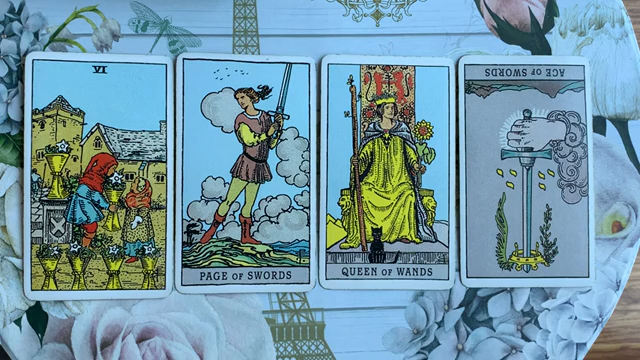 VI
PAGE OF SWORDS
QUEEN OF WANDS
ACE OF SWORDS